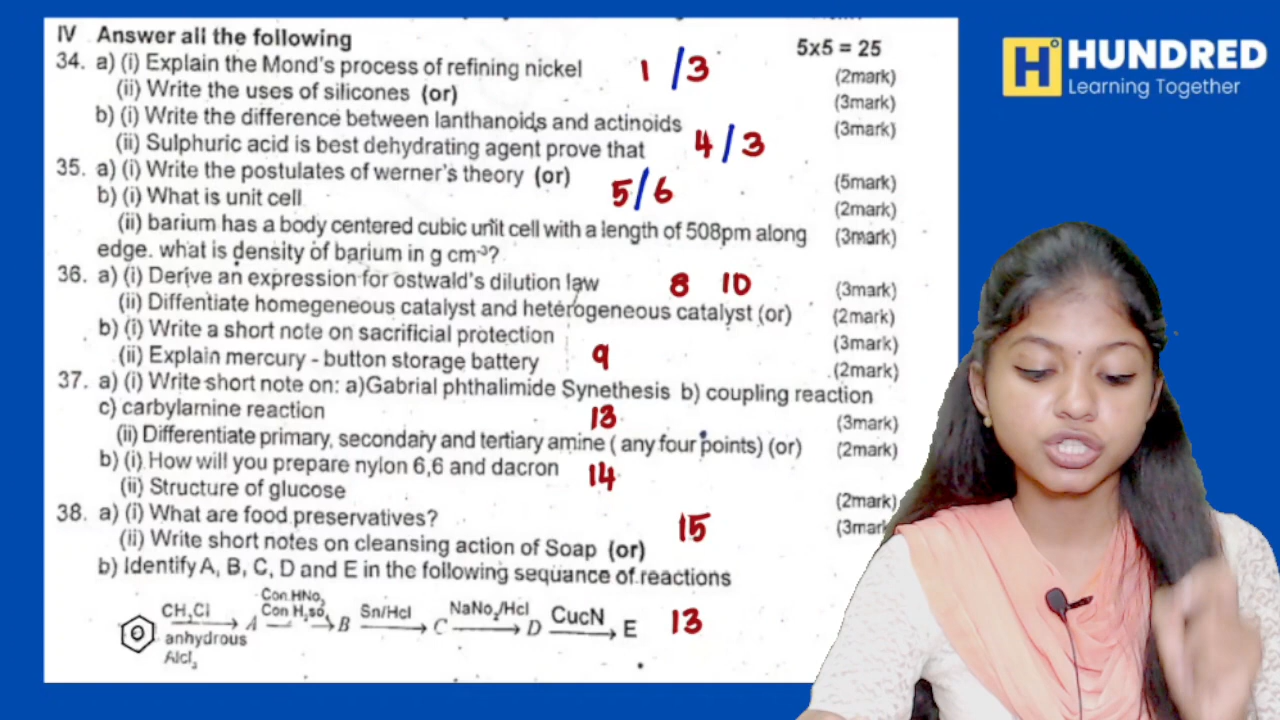 IV Answer all the following 5x5 = 25
34. a) (i) Explain the Mond's process of refining nickel 1/3 (2mark)
(ii) Write the uses of silicones (or) (3mark)
b) (i) Write the difference between lanthanoids and actinoids (3mark)
(ii) Sulphuric acid is best dehydrating agent prove that 4/3
35. a) (i) Write the postulates of werner's theory (or) (5mark)
b) (i) What is unit cell 5/6 (2mark)
(ii) barium has a body centered cubic unit cell with a length of 508pm along (3mark)
edge. what is density of barium in g cm⁻³?
36. a) (i) Derive an expression for ostwald's dilution law 8 10 (3mark)
(ii) Diffentiate homegeneous catalyst and heterogeneous catalyst (or) (2mark)
b) (i) Write a short note on sacrificial protection (3mark)
(ii) Explain mercury - button storage battery 9 (2mark)
37. a) (i) Write short note on: a)Gabrial phthalimide Synethesis b) coupling reaction
c) carbylamine reaction 13 (3mark)
(ii) Differentiate primary, secondary and tertiary amine ( any four points) (or) (2mark)
b) (i) How will you prepare nylon 6,6 and dacron 14
(ii) Structure of glucose (2mark)
38. a) (i) What are food preservatives? 15 (3mar
(ii) Write short notes on cleansing action of Soap (or)
b) Identify A, B, C, D and E in the following sequance of reactions
CH₃Cl anhydrous Alcl₃ → A Con HNO₃ Con H₂so₄ → B Sn/Hcl → C NaNo₂/Hcl → D CucN → E 13
H HUNDRED
Learning Together